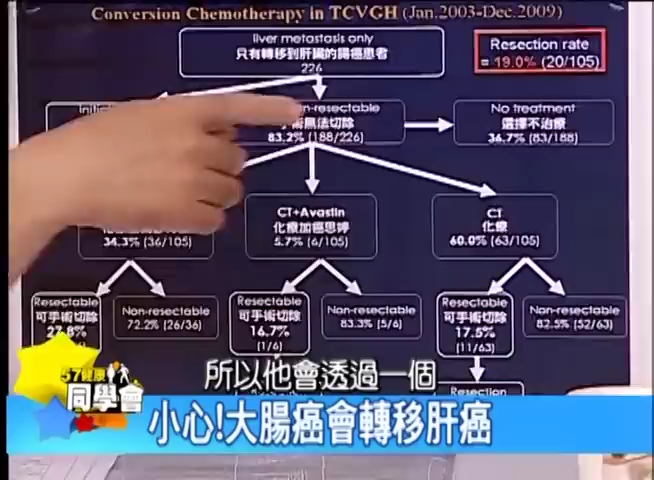 Conversion Chemotherapy in TCVGH (Jan.2003-Dec.2009)
liver metastasis only
只有轉移到肝臟的腸癌患者
226
Resection rate
= 19.0% (20/105)
n-resectable
術無法切除
83.2% (188/226)
No treatment
選擇不治療
36.7% (83/188)
34.3% (36/105)
CT+Avastin
化療加癌思婷
5.7% (6/105)
CT
化療
60.0% (63/105)
Resectable
可手術切除
27.8%
Non-resectable
72.2% (26/36)
Resectable
可手術切除
16.7%
(1/6)
Non-resectable
83.3% (5/6)
Resectable
可手術切除
17.5%
(11/63)
Non-resectable
82.5% (52/63)
Resection
所以他會透過一個
57健康
同學會
小心!大腸癌會轉移肝癌